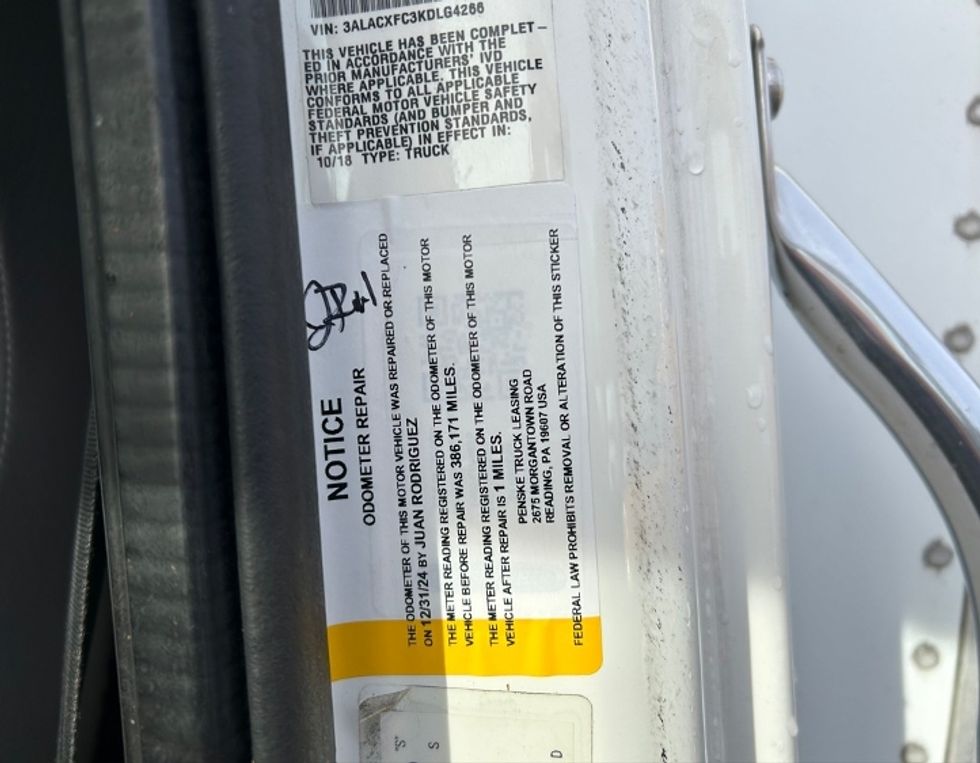 VIN: 3ALACXFC3KDLG4266
THIS VEHICLE HAS BEEN COMPLET-
ED IN ACCORDANCE WITH THE
PRIOR MANUFACTURERS' IVD
WHERE APPLICABLE. THIS VEHICLE
CONFORMS TO ALL APPLICABLE
FEDERAL MOTOR VEHICLE SAFETY
STANDARDS (AND BUMPER AND
THEFT PREVENTION STANDARDS,
IF APPLICABLE) IN EFFECT IN:
10/18 TYPE: TRUCK
NOTICE
ODOMETER REPAIR
THE ODOMETER OF THIS MOTOR VEHICLE WAS REPAIRED OR REPLACED
ON 12/31/24 BY JUAN RODRIGUEZ
THE METER READING REGISTERED ON THE ODOMETER OF THIS MOTOR
VEHICLE BEFORE REPAIR WAS 386,171 MILES.
THE METER READING REGISTERED ON THE ODOMETER OF THIS MOTOR
VEHICLE AFTER REPAIR IS 1 MILES.
PENSKE TRUCK LEASING
2675 MORGANTOWN ROAD
READING, PA 19607 USA
FEDERAL LAW PROHIBITS REMOVAL OR ALTERATION OF THIS STICKER
"S"
S
D